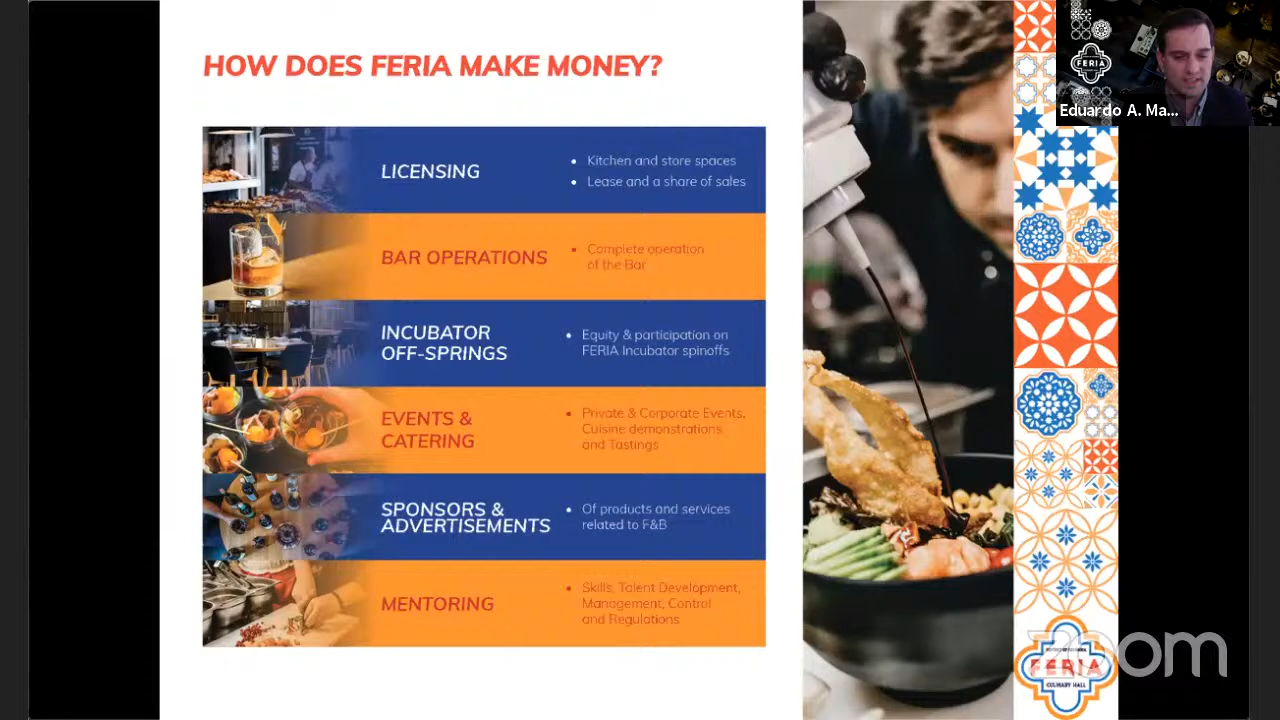 HOW DOES FERIA MAKE MONEY?
LICENSING
• Kitchen and store spaces
• Lease and a share of sales
BAR OPERATIONS
• Complete operation
of the Bar
INCUBATOR
OFF-SPRINGS
• Equity & participation on
FERIA Incubator spinoffs
EVENTS &
CATERING
• Private & Corporate Events,
Cuisine demonstrations
and Tastings
SPONSORS &
ADVERTISEMENTS
• Of products and services
related to F&B
MENTORING
• Skills, Talent Development,
Management, Control
and Regulations
FERIA
Eduardo A. Ma...
FERIA
CULINARY HALL
zoom